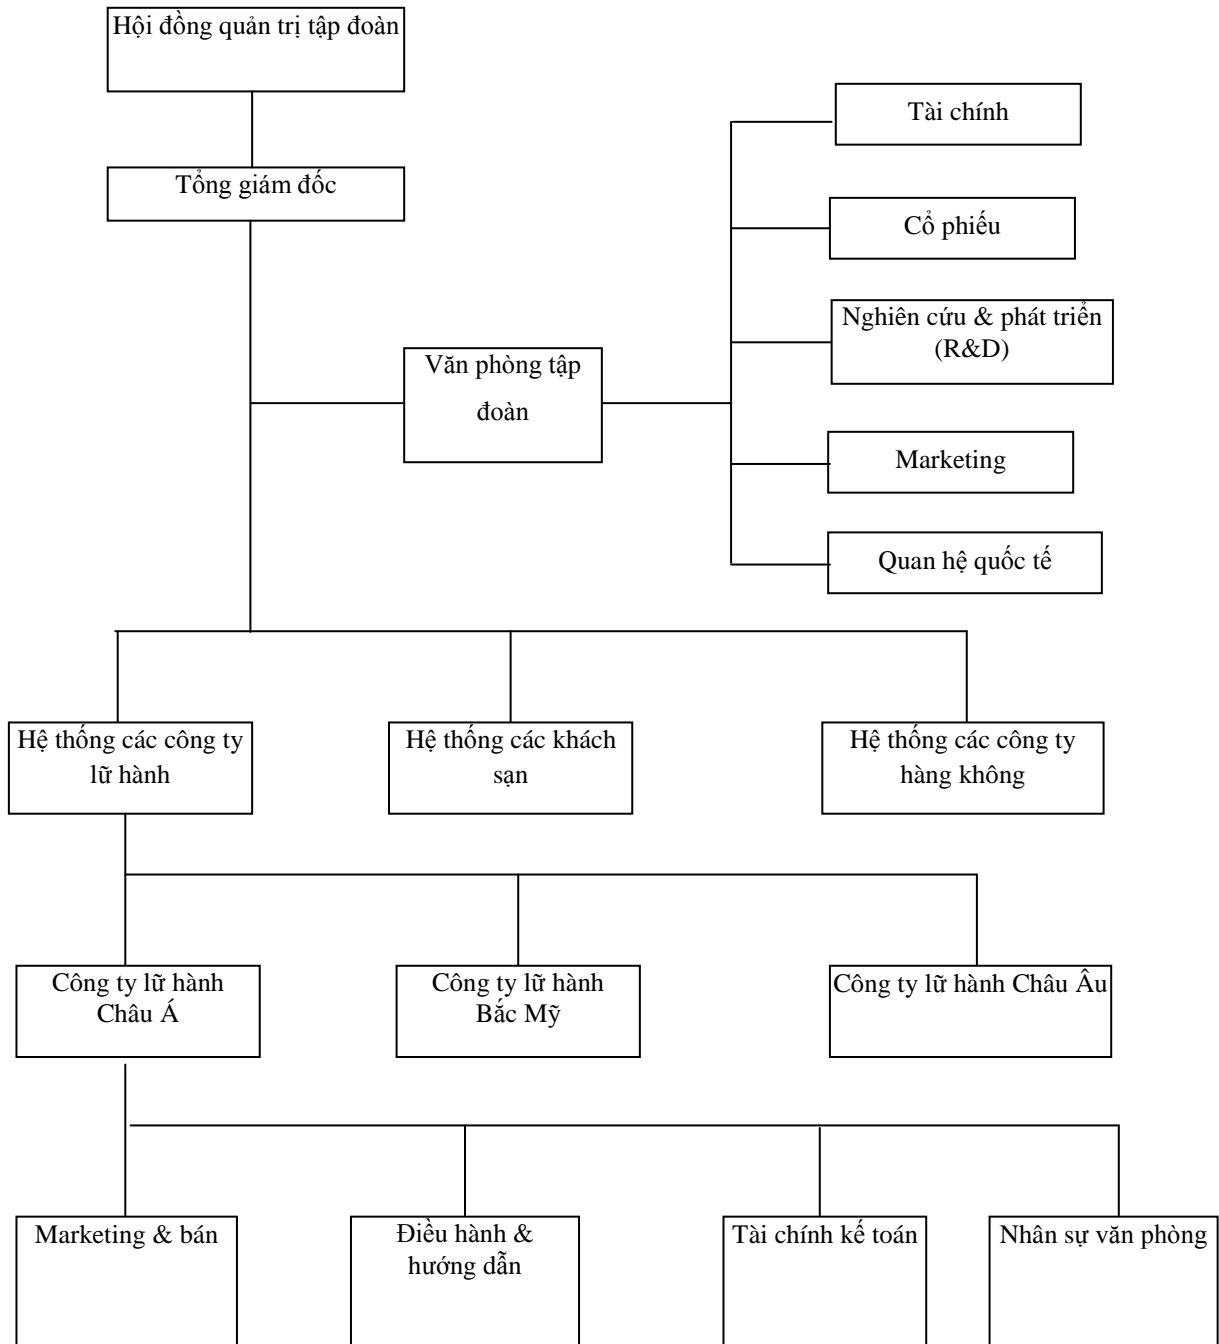 Hội đồng quản trị tập đoàn
Tổng giám đốc
Tài chính
Cổ phiếu
Nghiên cứu & phát triển
(R&D)
Văn phòng tập
đoàn
Marketing
Quan hệ quốc tế
Hệ thống các công ty
lữ hành
Hệ thống các khách
sạn
Hệ thống các công ty
hàng không
Công ty lữ hành
Châu Á
Công ty lữ hành
Bắc Mỹ
Công ty lữ hành Châu Âu
Marketing & bán
Điều hành &
hướng dẫn
Tài chính kế toán
Nhân sự văn phòng